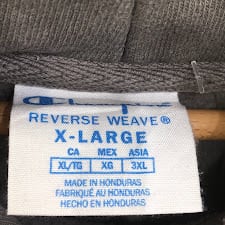 Champion
REVERSE WEAVE®
X-LARGE
CA MEX ASIA
XL/TG XG 3XL
MADE IN HONDURAS
FABRIQUÉ AU HONDURAS
HECHO EN HONDURAS